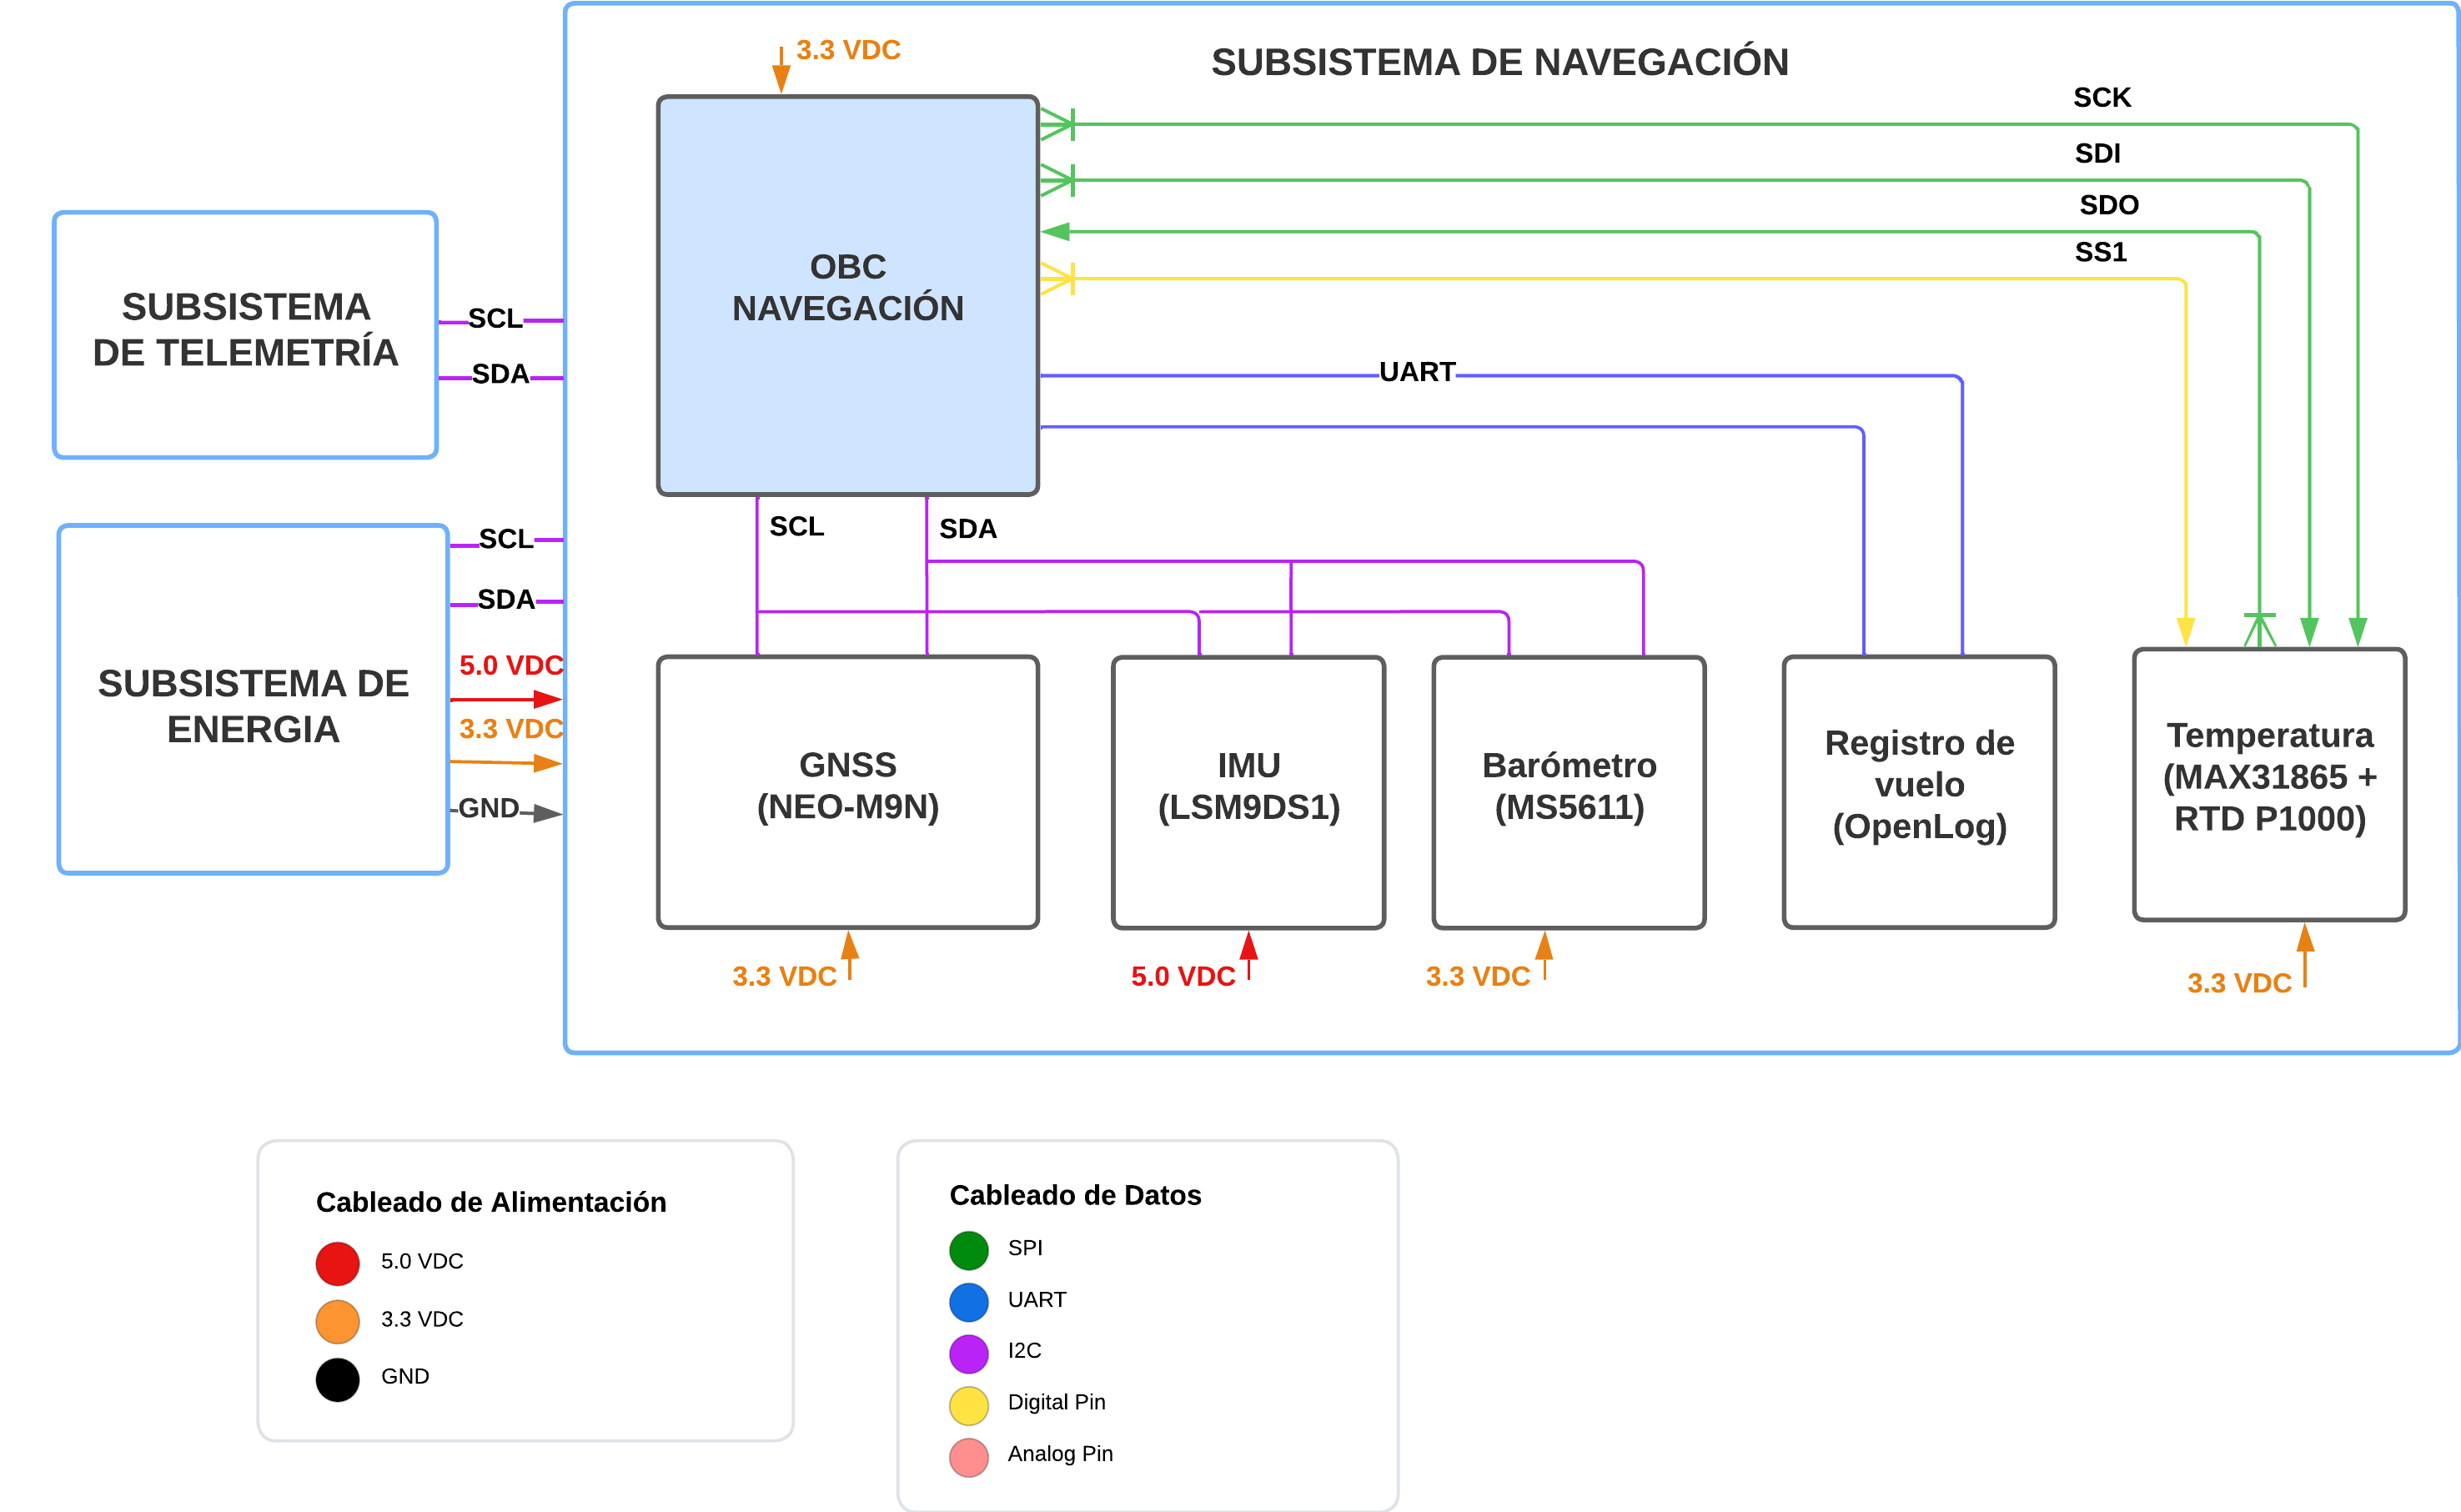 3.3 VDC
SUBSISTEMA DE NAVEGACIÓN
SCK
SDI
SDO
SS1
OBC
NAVEGACIÓN
SUBSISTEMA
DE TELEMETRÍA
SCL
SDA
UART
SCL
SDA
SCL
SDA
5.0 VDC
3.3 VDC
GND
SUBSISTEMA DE
ENERGIA
GNSS
(NEO-M9N)
IMU
(LSM9DS1)
Barómetro
(MS5611)
Registro de
vuelo
(OpenLog)
Temperatura
(MAX31865 +
RTD P1000)
3.3 VDC
5.0 VDC
3.3 VDC
3.3 VDC
Cableado de Alimentación
5.0 VDC
3.3 VDC
GND
Cableado de Datos
SPI
UART
I2C
Digital Pin
Analog Pin